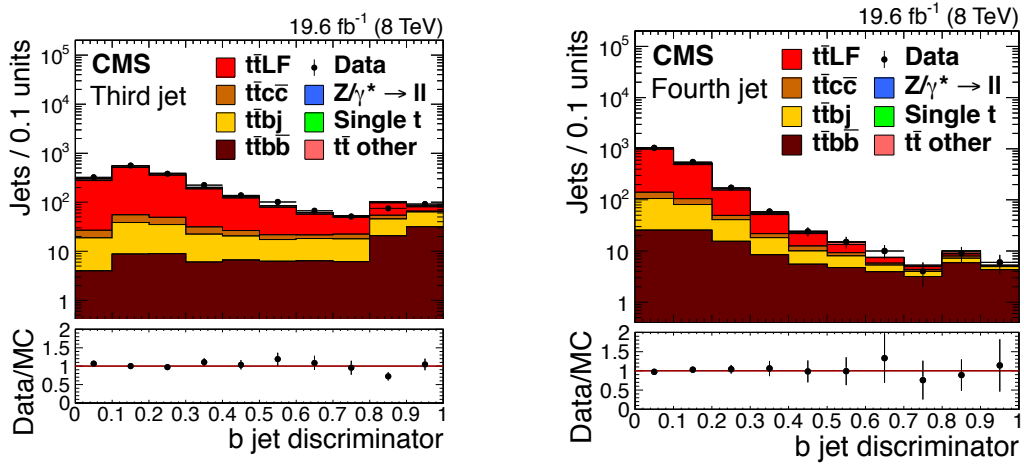 19.6 fb⁻¹ (8 TeV)
CMS
Third jet
tt̄LF
Data
tt̄cc̄
Z/γ* → ll
tt̄bj
Single t
tt̄bb̄
tt̄ other
Jets / 0.1 units
10⁵
10⁴
10³
10²
10
1
Data/MC
2
1.5
1
0.5
0
0 0.1 0.2 0.3 0.4 0.5 0.6 0.7 0.8 0.9 1
b jet discriminator
19.6 fb⁻¹ (8 TeV)
CMS
Fourth jet
tt̄LF
Data
tt̄cc̄
Z/γ* → ll
tt̄bj
Single t
tt̄bb̄
tt̄ other
Jets / 0.1 units
10⁵
10⁴
10³
10²
10
1
Data/MC
2
1.5
1
0.5
0
0 0.1 0.2 0.3 0.4 0.5 0.6 0.7 0.8 0.9 1
b jet discriminator